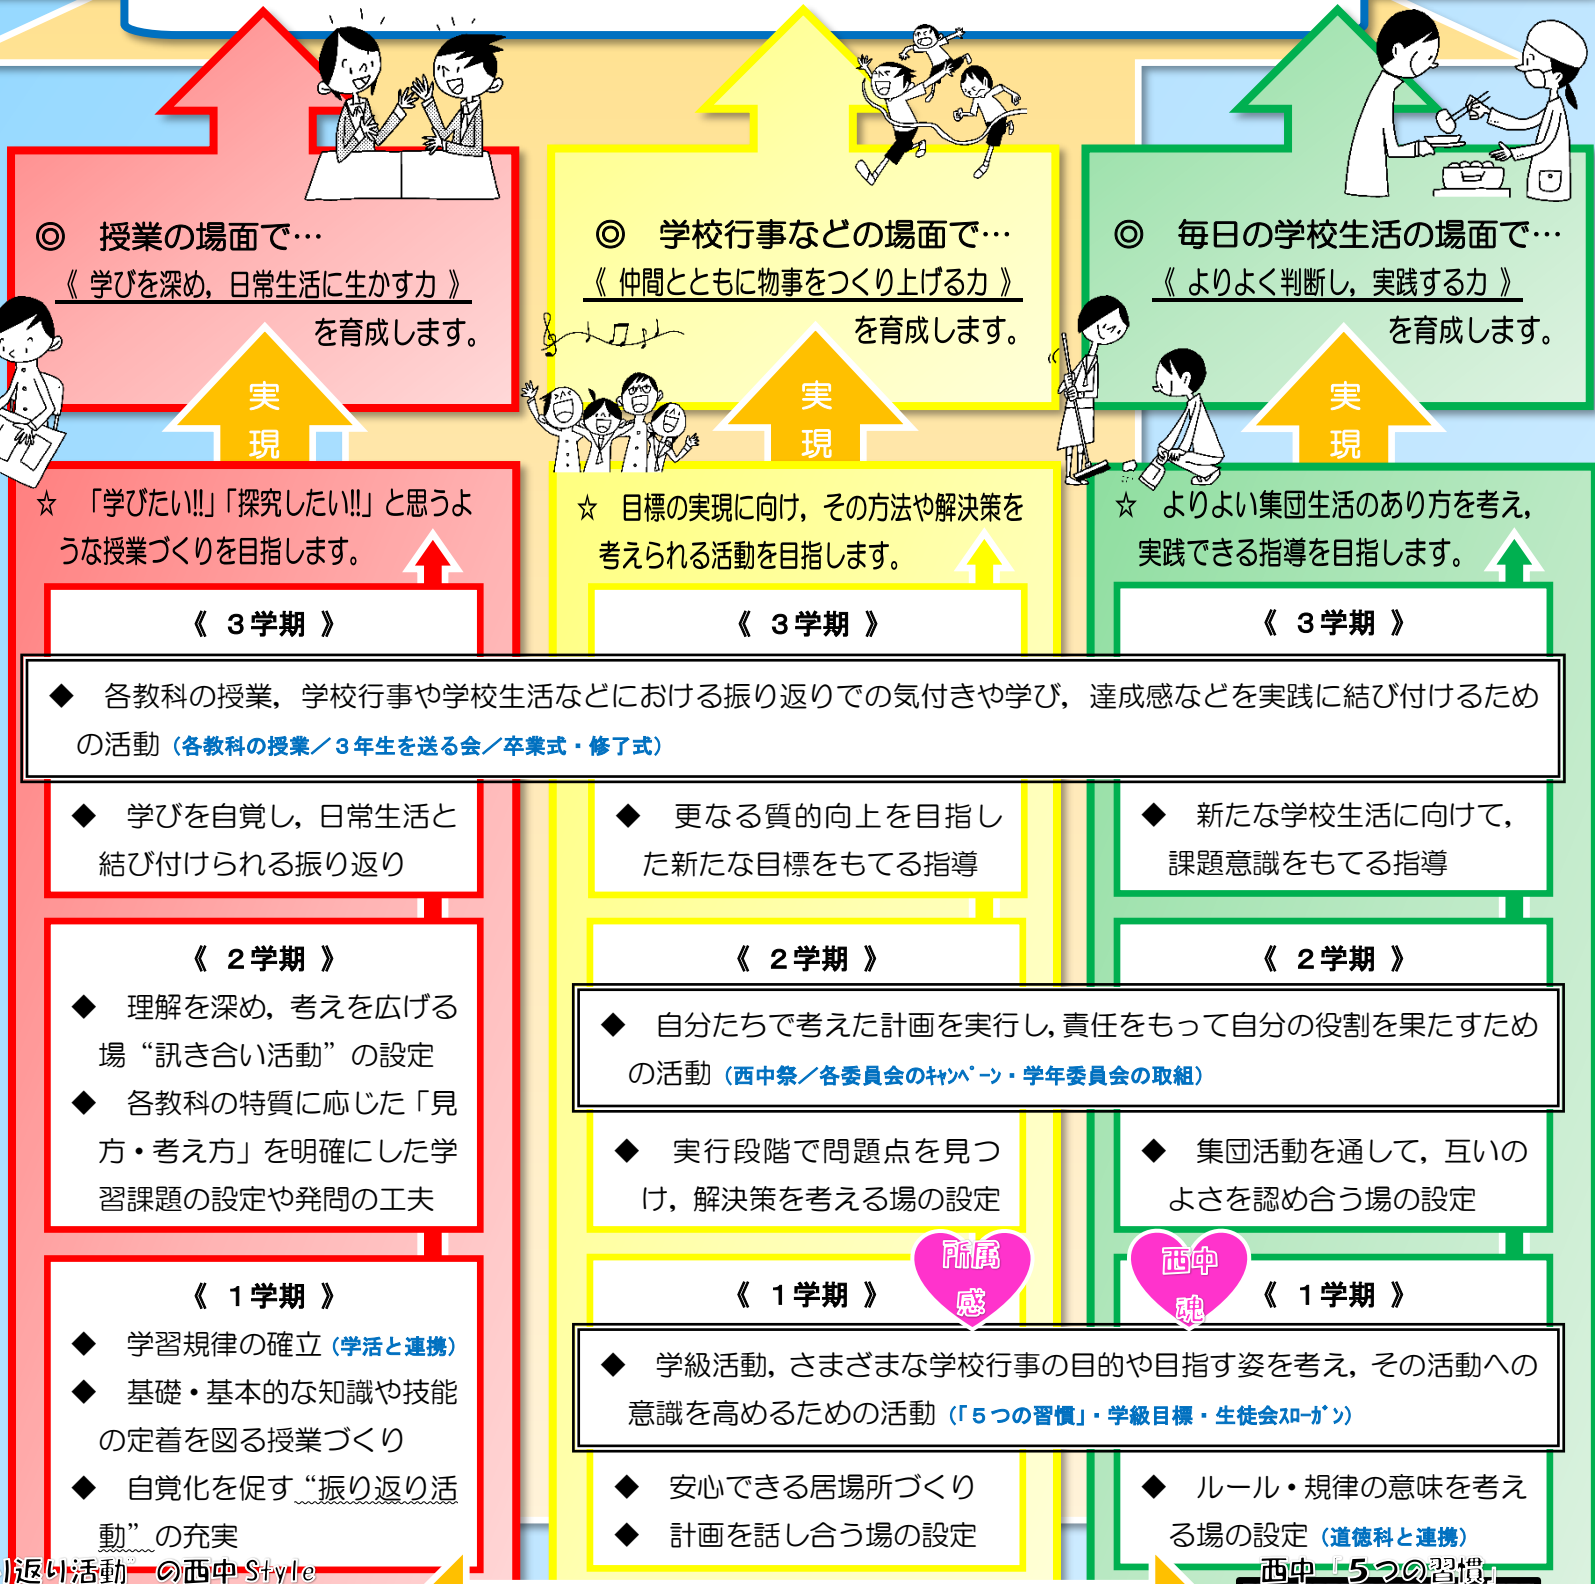 ◎　授業の場面で…
《 学びを深め，日常生活に生かす力 》
を育成します。
実
現
☆　「学びたい!!」「探究したい!!」と思うよ
うな授業づくりを目指します。
◎　学校行事などの場面で…
《 仲間とともに物事をつくり上げる力 》
を育成します。
実
現
☆　目標の実現に向け，その方法や解決策を
考えられる活動を目指します。
◎　毎日の学校生活の場面で…
《 よりよく判断し，実践する力 》
を育成します。
実
現
☆　よりよい集団生活のあり方を考え，
実践できる指導を目指します。
《 ３学期 》
《 ３学期 》
《 ３学期 》
◆　各教科の授業，学校行事や学校生活などにおける振り返りでの気付きや学び，達成感などを実践に結び付けるため
の活動（各教科の授業／３年生を送る会／卒業式・修了式）
◆　学びを自覚し，日常生活と
結び付けられる振り返り
◆　更なる質的向上を目指し
た新たな目標をもてる指導
◆　新たな学校生活に向けて，
課題意識をもてる指導
《 ２学期 》
◆　理解を深め，考えを広げる
場“訊き合い活動”の設定
◆　各教科の特質に応じた「見
方・考え方」を明確にした学
習課題の設定や発問の工夫
《 ２学期 》
《 ２学期 》
◆　自分たちで考えた計画を実行し，責任をもって自分の役割を果たすため
の活動（西中祭／各委員会のｷｬﾝﾍﾟｰﾝ・学年委員会の取組）
◆　実行段階で問題点を見つ
け，解決策を考える場の設定
◆　集団活動を通して，互いの
よさを認め合う場の設定
《 １学期 》
◆　学習規律の確立（学活と連携）
◆　基礎・基本的な知識や技能
の定着を図る授業づくり
◆　自覚化を促す“振り返り活
動”の充実
《 １学期 》
所属
感
西中
魂
《 １学期 》
◆　学級活動，さまざまな学校行事の目的や目指す姿を考え，その活動への
意識を高めるための活動（「５つの習慣」・学級目標・生徒会ｽﾛｰｶﾞﾝ）
◆　安心できる居場所づくり
◆　計画を話し合う場の設定
◆　ルール・規律の意味を考え
る場の設定（道徳科と連携）
り返り活動”の西中 Style
西中「５つの習慣」